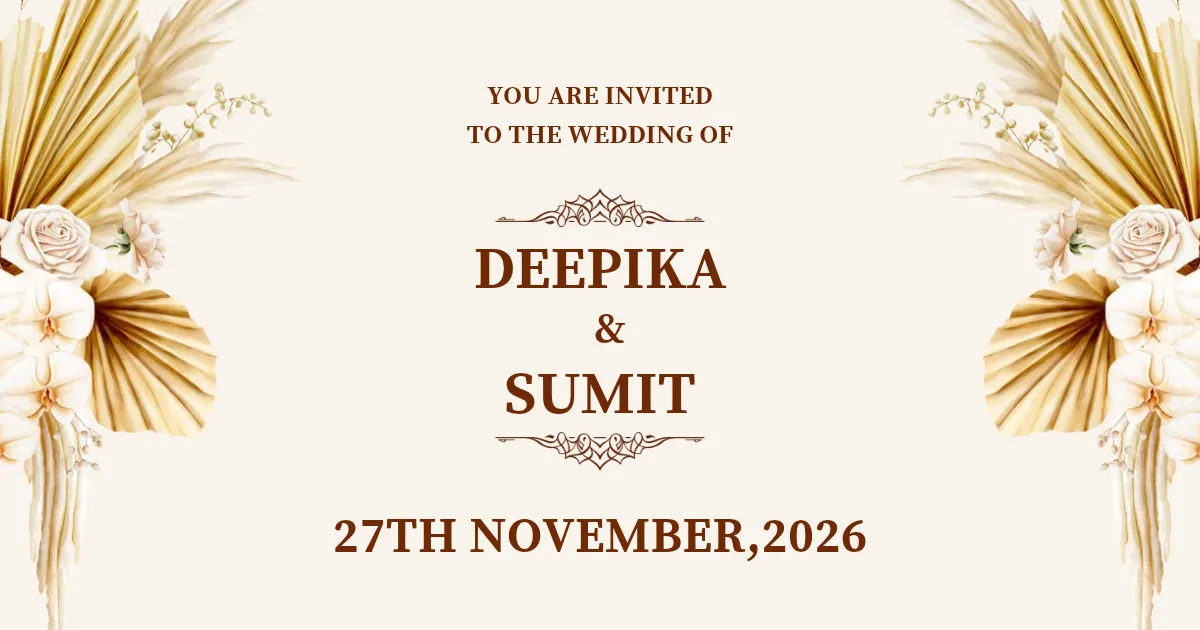 YOU ARE INVITED
TO THE WEDDING OF
DEEPIKA
&
SUMIT
27TH NOVEMBER,2026